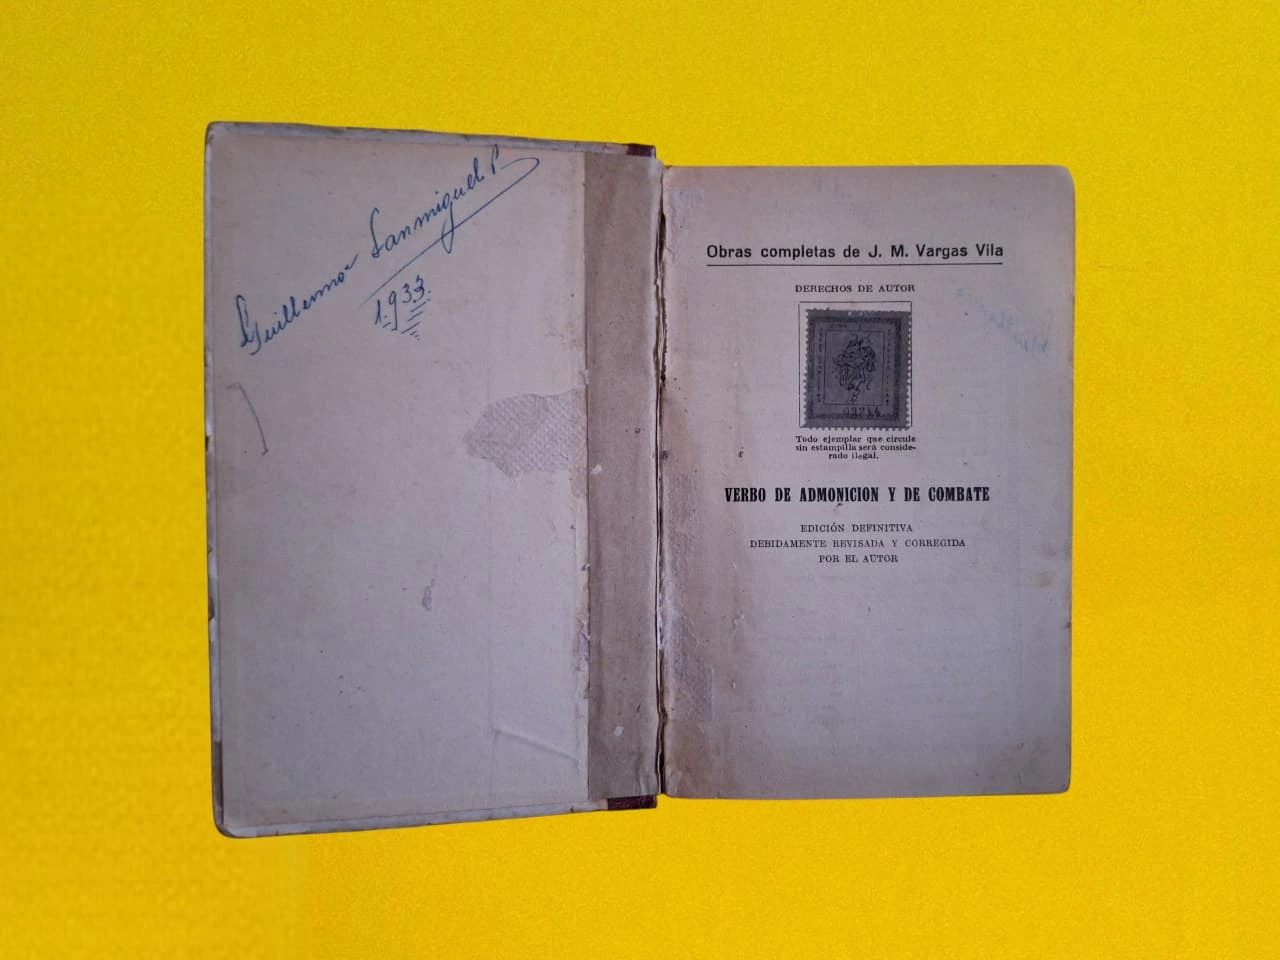 Guillermo Sanmiguel P.
1.933.
Obras completas de J. M. Vargas Vila
DERECHOS DE AUTOR
Todo ejemplar que circule
sin estampilla será conside-
rado ilegal.
VERBO DE ADMONICION Y DE COMBATE
EDICIÓN DEFINITIVA
DEBIDAMENTE REVISADA Y CORREGIDA
POR EL AUTOR